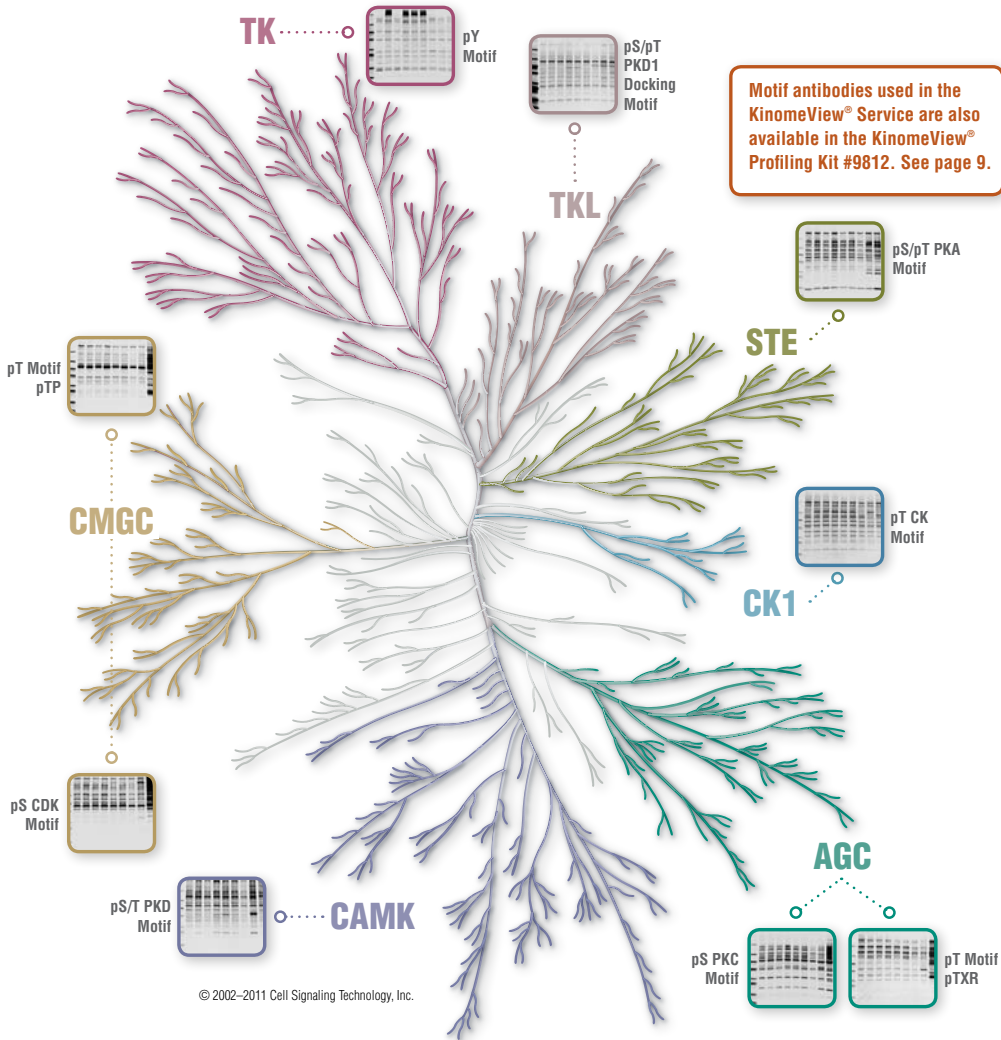 TK
pY
Motif
pS/pT
PKD1
Docking
Motif
Motif antibodies used in the
KinomeView® Service are also
available in the KinomeView®
Profiling Kit #9812. See page 9.
TKL
pS/pT PKA
Motif
STE
pT Motif
pTP
CMGC
pT CK
Motif
CK1
pS CDK
Motif
AGC
pS/T PKD
Motif
CAMK
pS PKC
Motif
pT Motif
pTXR
© 2002–2011 Cell Signaling Technology, Inc.